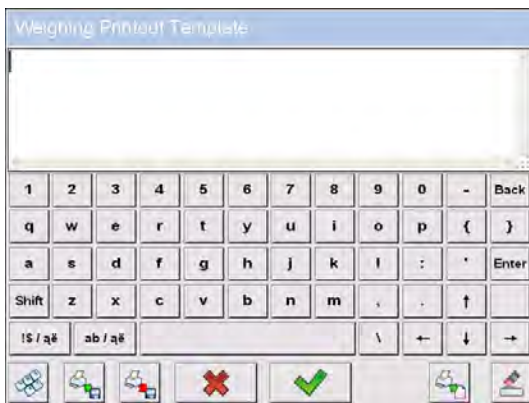 Weighing Printout Template
1 2 3 4 5 6 7 8 9 0 - Back
q w e r t y u i o p { }
a s d f g h j k l : ' Enter
Shift z x c v b n m , . ↑
!$ / ąë ab / ąë \ ← ↓ →